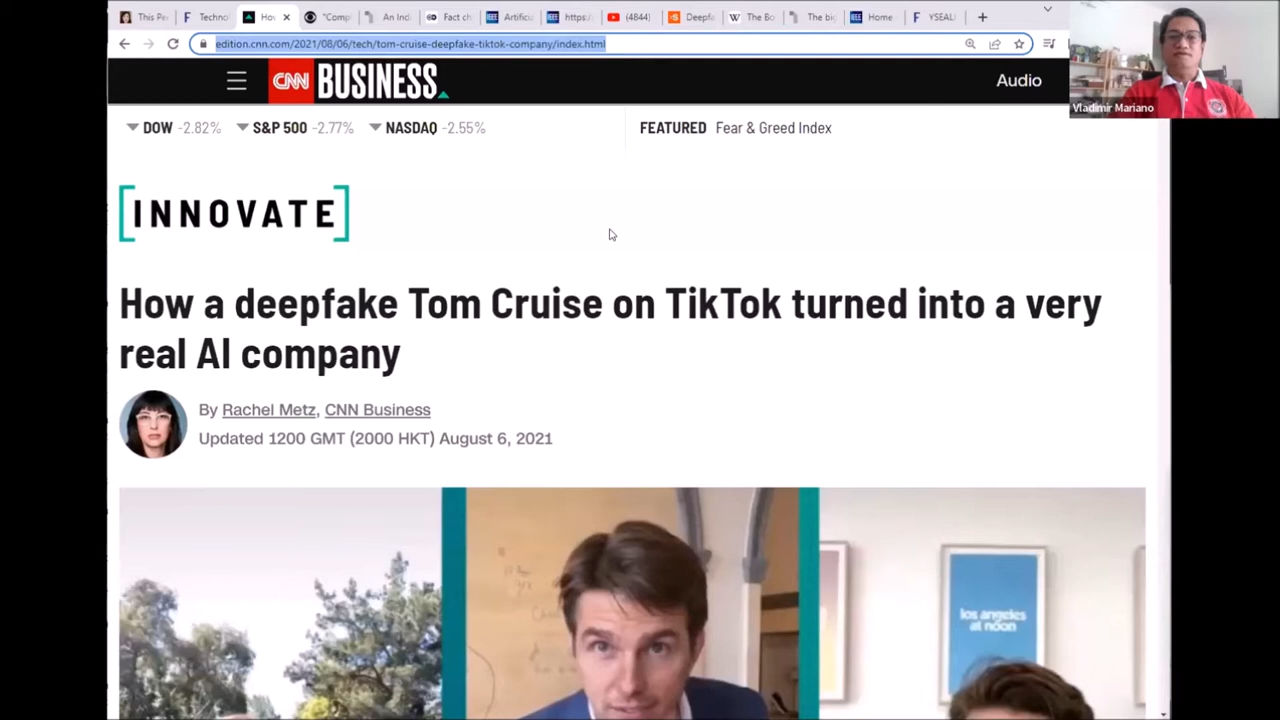 This Pe
Techno
Ho
"Comp
An Ind
Fact ch
Artificia
https:/
(4844)
Deepfa
The Bo
The big
Home
YSEALI
edition.cnn.com/2021/08/06/tech/tom-cruise-deepfake-tiktok-company/index.html
CNN BUSINESS
Audio
Vladimir Mariano
DOW -2.82% S&P 500 -2.77% NASDAQ -2.55%
FEATURED Fear & Greed Index
INNOVATE
How a deepfake Tom Cruise on TikTok turned into a very
real AI company
By Rachel Metz, CNN Business
Updated 1200 GMT (2000 HKT) August 6, 2021
los angeles
at noon